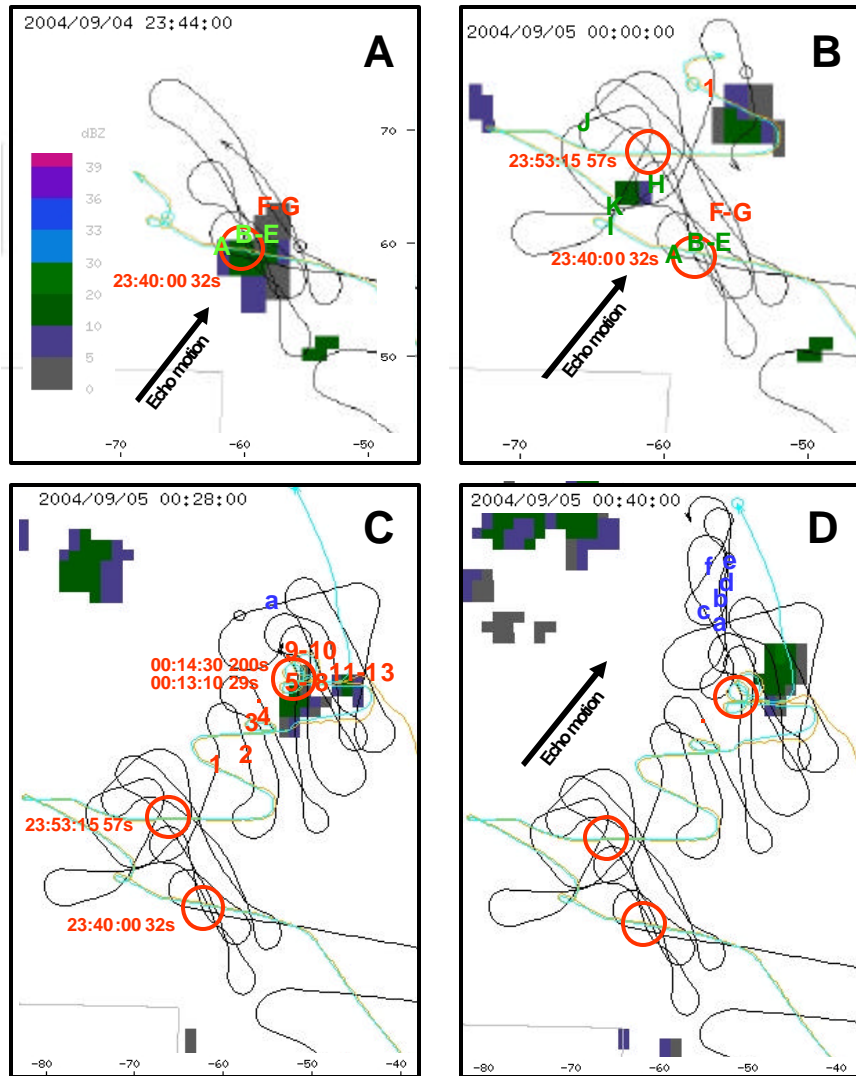 2004/09/04 23:44:00
A
dBZ
39
36
33
30
20
10
5
0
70
60
50
F-G
B-E
A
23:40:00 32s
Echo motion
-70
-60
-50
2004/09/05 00:00:00
B
1
J
23:53:15 57s
H
K
F-G
I
B-E
A
23:40:00 32s
Echo motion
-70
-60
-50
2004/09/05 00:28:00
C
a
9-10
00:14:30 200s
11-13
00:13:10 29s
5-8
4
3
2
1
23:53:15 57s
23:40:00 32s
-80
-70
-60
-50
-40
2004/09/05 00:40:00
D
e
f
d
b
c
a
Echo motion
-80
-70
-60
-50
-40